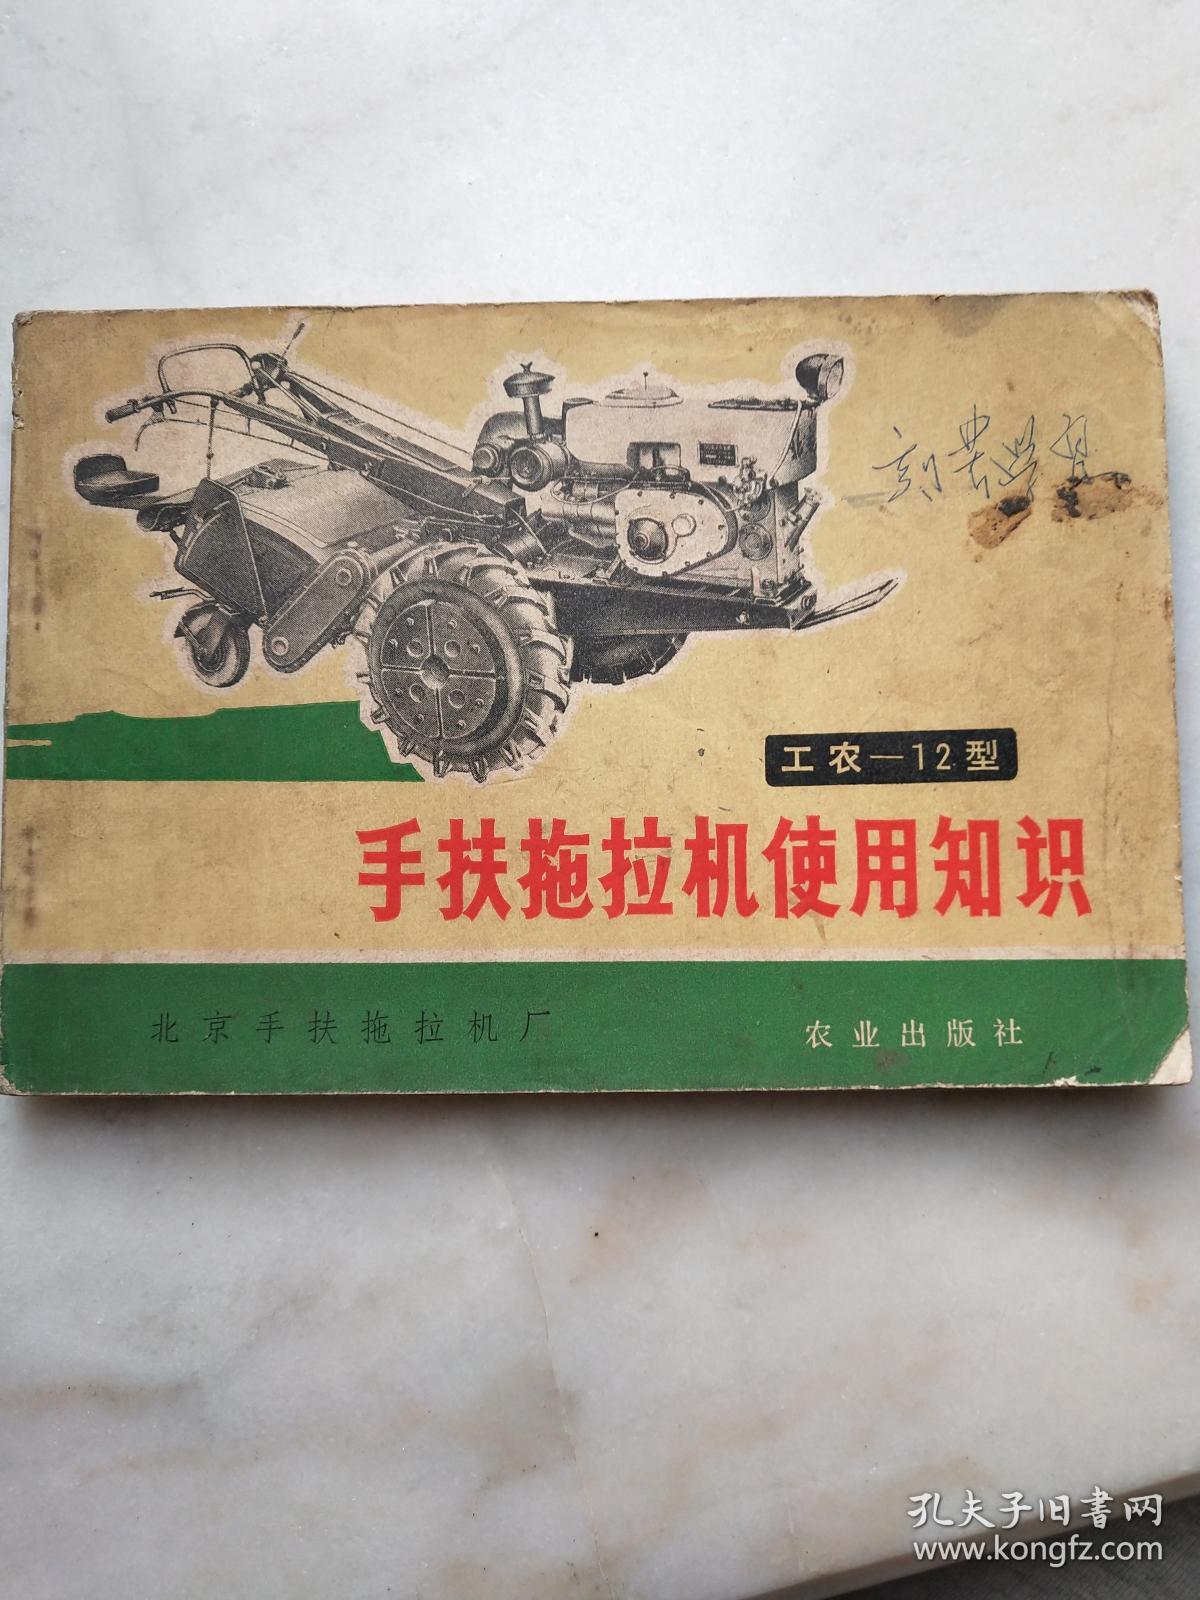 工农—12型
手扶拖拉机使用知识
北京手扶拖拉机厂
农业出版社
孔夫子旧书网
www.kongfz.com